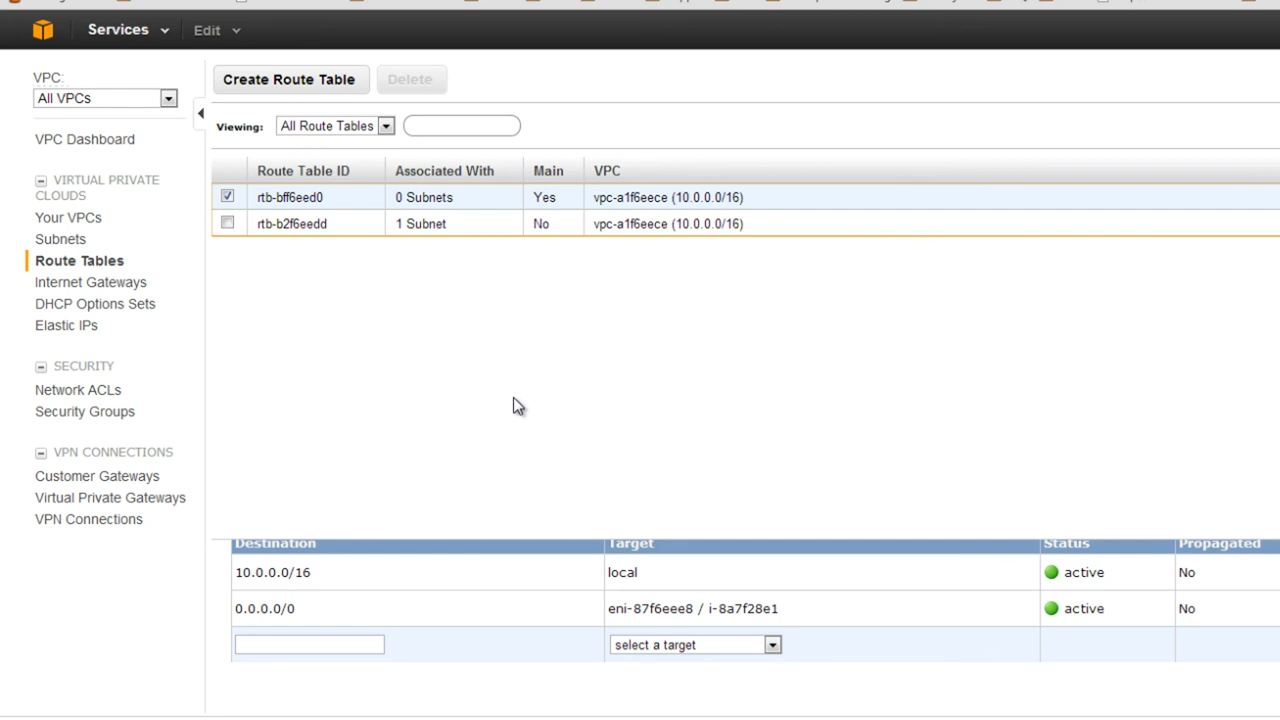 Services Edit
VPC:
All VPCs
VPC Dashboard
VIRTUAL PRIVATE
CLOUDS
Your VPCs
Subnets
Route Tables
Internet Gateways
DHCP Options Sets
Elastic IPs
SECURITY
Network ACLs
Security Groups
VPN CONNECTIONS
Customer Gateways
Virtual Private Gateways
VPN Connections
Create Route Table Delete
Viewing: All Route Tables
Route Table ID Associated With Main VPC
rtb-bff6eed0 0 Subnets Yes vpc-a1f6eece (10.0.0.0/16)
rtb-b2f6eedd 1 Subnet No vpc-a1f6eece (10.0.0.0/16)
Destination Target Status Propagated
10.0.0.0/16 local active No
0.0.0.0/0 eni-87f6eee8 / i-8a7f28e1 active No
select a target